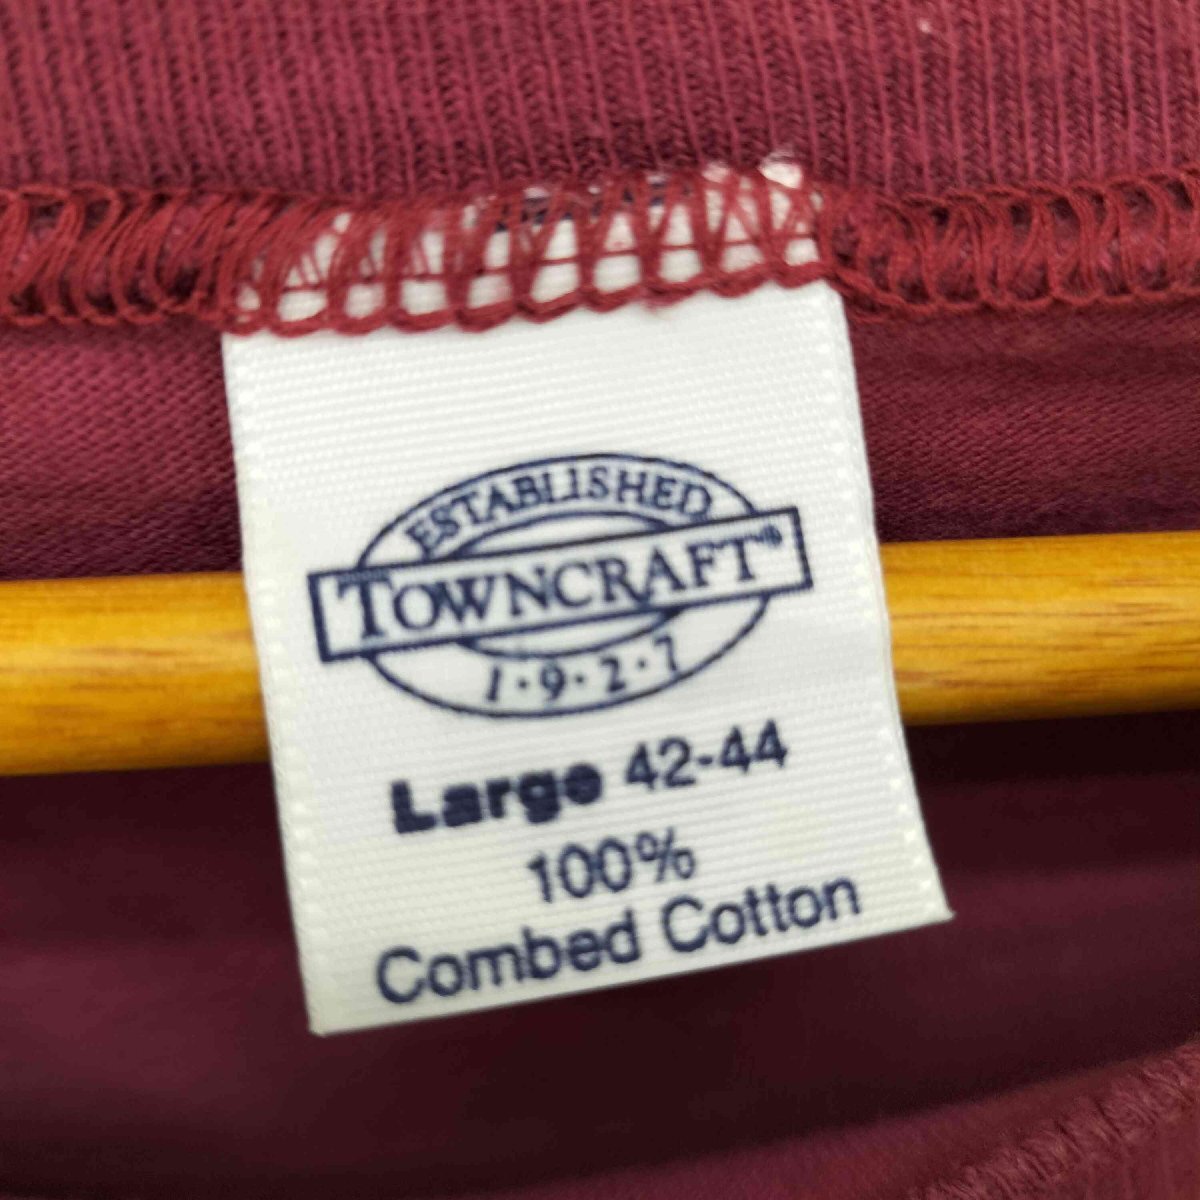 ESTABLISHED
TOWNCRAFT®
1·9·2·7
Large 42-44
100%
Combed Cotton